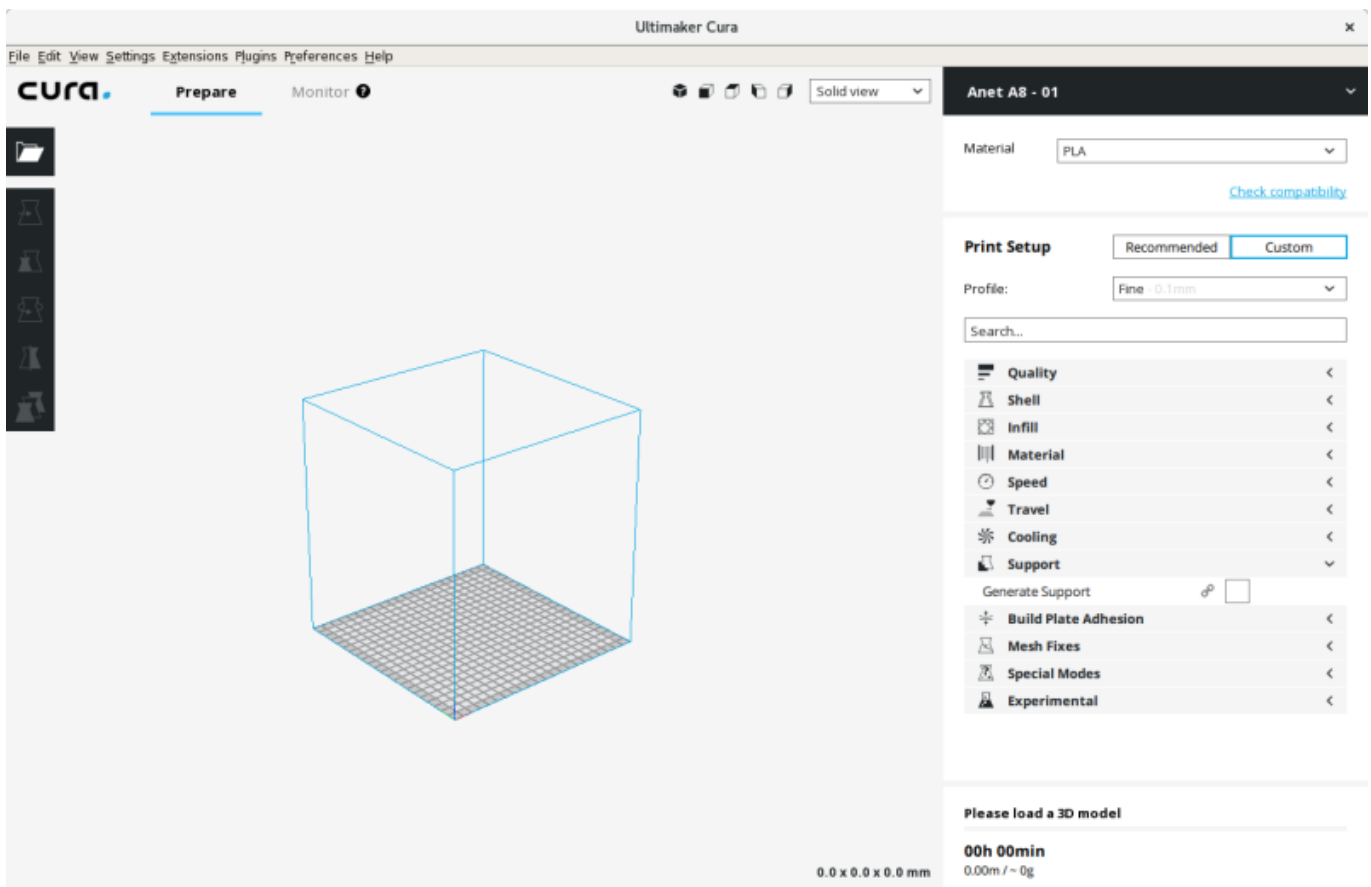 Ultimaker Cura
File Edit View Settings Extensions Plugins Preferences Help
cura.
Prepare
Monitor
Solid view
Anet A8 - 01
Material
PLA
Check compatibility
Print Setup
Recommended
Custom
Profile:
Fine - 0.1mm
Search...
Quality
Shell
Infill
Material
Speed
Travel
Cooling
Support
Generate Support
Build Plate Adhesion
Mesh Fixes
Special Modes
Experimental
Please load a 3D model
00h 00min
0.00m / ~ 0g
0.0 x 0.0 x 0.0 mm